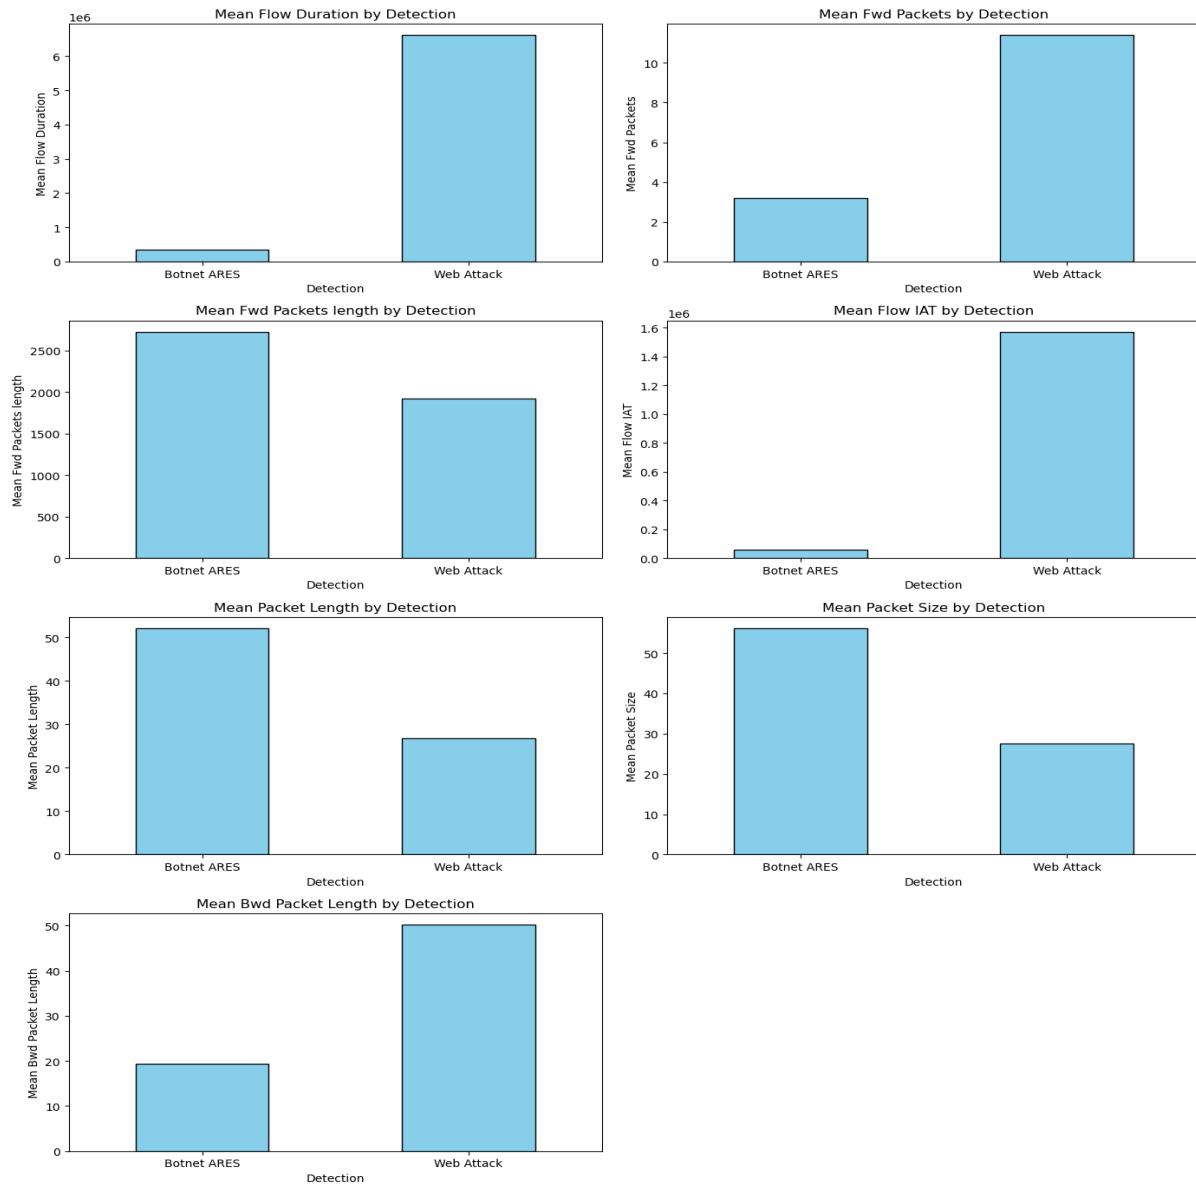 Mean Flow Duration by Detection
1e6
6
5
4
3
2
1
0
Mean Flow Duration
Botnet ARES Web Attack
Detection
Mean Fwd Packets by Detection
10
8
6
4
2
0
Mean Fwd Packets
Botnet ARES Web Attack
Detection
Mean Fwd Packets length by Detection
2500
2000
1500
1000
500
0
Mean Fwd Packets length
Botnet ARES Web Attack
Detection
Mean Flow IAT by Detection
1e6
1.6
1.4
1.2
1.0
0.8
0.6
0.4
0.2
0.0
Mean Flow IAT
Botnet ARES Web Attack
Detection
Mean Packet Length by Detection
50
40
30
20
10
0
Mean Packet Length
Botnet ARES Web Attack
Detection
Mean Packet Size by Detection
50
40
30
20
10
0
Mean Packet Size
Botnet ARES Web Attack
Detection
Mean Bwd Packet Length by Detection
50
40
30
20
10
0
Mean Bwd Packet Length
Botnet ARES Web Attack
Detection